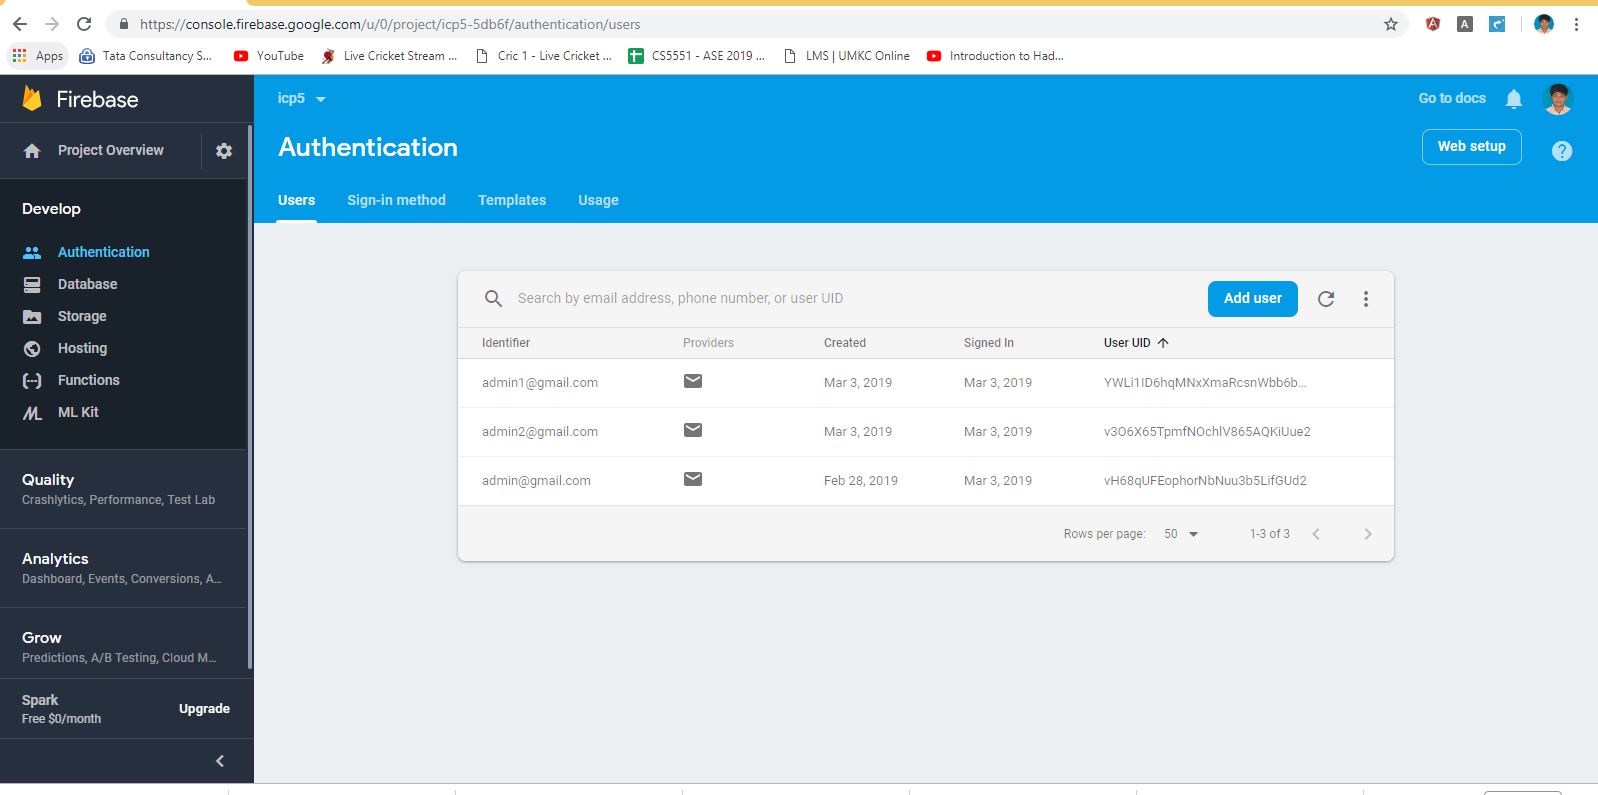 https://console.firebase.google.com/u/0/project/icp5-5db6f/authentication/users
Apps Tata Consultancy S... YouTube Live Cricket Stream ... Cric 1 - Live Cricket ... CS5551 - ASE 2019 ... LMS | UMKC Online Introduction to Had...
Firebase
Project Overview
Develop
Authentication
Database
Storage
Hosting
Functions
ML Kit
Quality
Crashlytics, Performance, Test Lab
Analytics
Dashboard, Events, Conversions, A...
Grow
Predictions, A/B Testing, Cloud M...
Spark
Free $0/month
Upgrade
icp5
Go to docs
Authentication
Web setup
Users Sign-in method Templates Usage
Search by email address, phone number, or user UID
Add user
Identifier Providers Created Signed In User UID
admin1@gmail.com Mar 3, 2019 Mar 3, 2019 YWLi1ID6hqMNxXmaRcsnWbb6b...
admin2@gmail.com Mar 3, 2019 Mar 3, 2019 v3O6X65TpmfNOchlV865AQKiUue2
admin@gmail.com Feb 28, 2019 Mar 3, 2019 vH68qUFEophorNbNuu3b5LifGUd2
Rows per page: 50 1-3 of 3